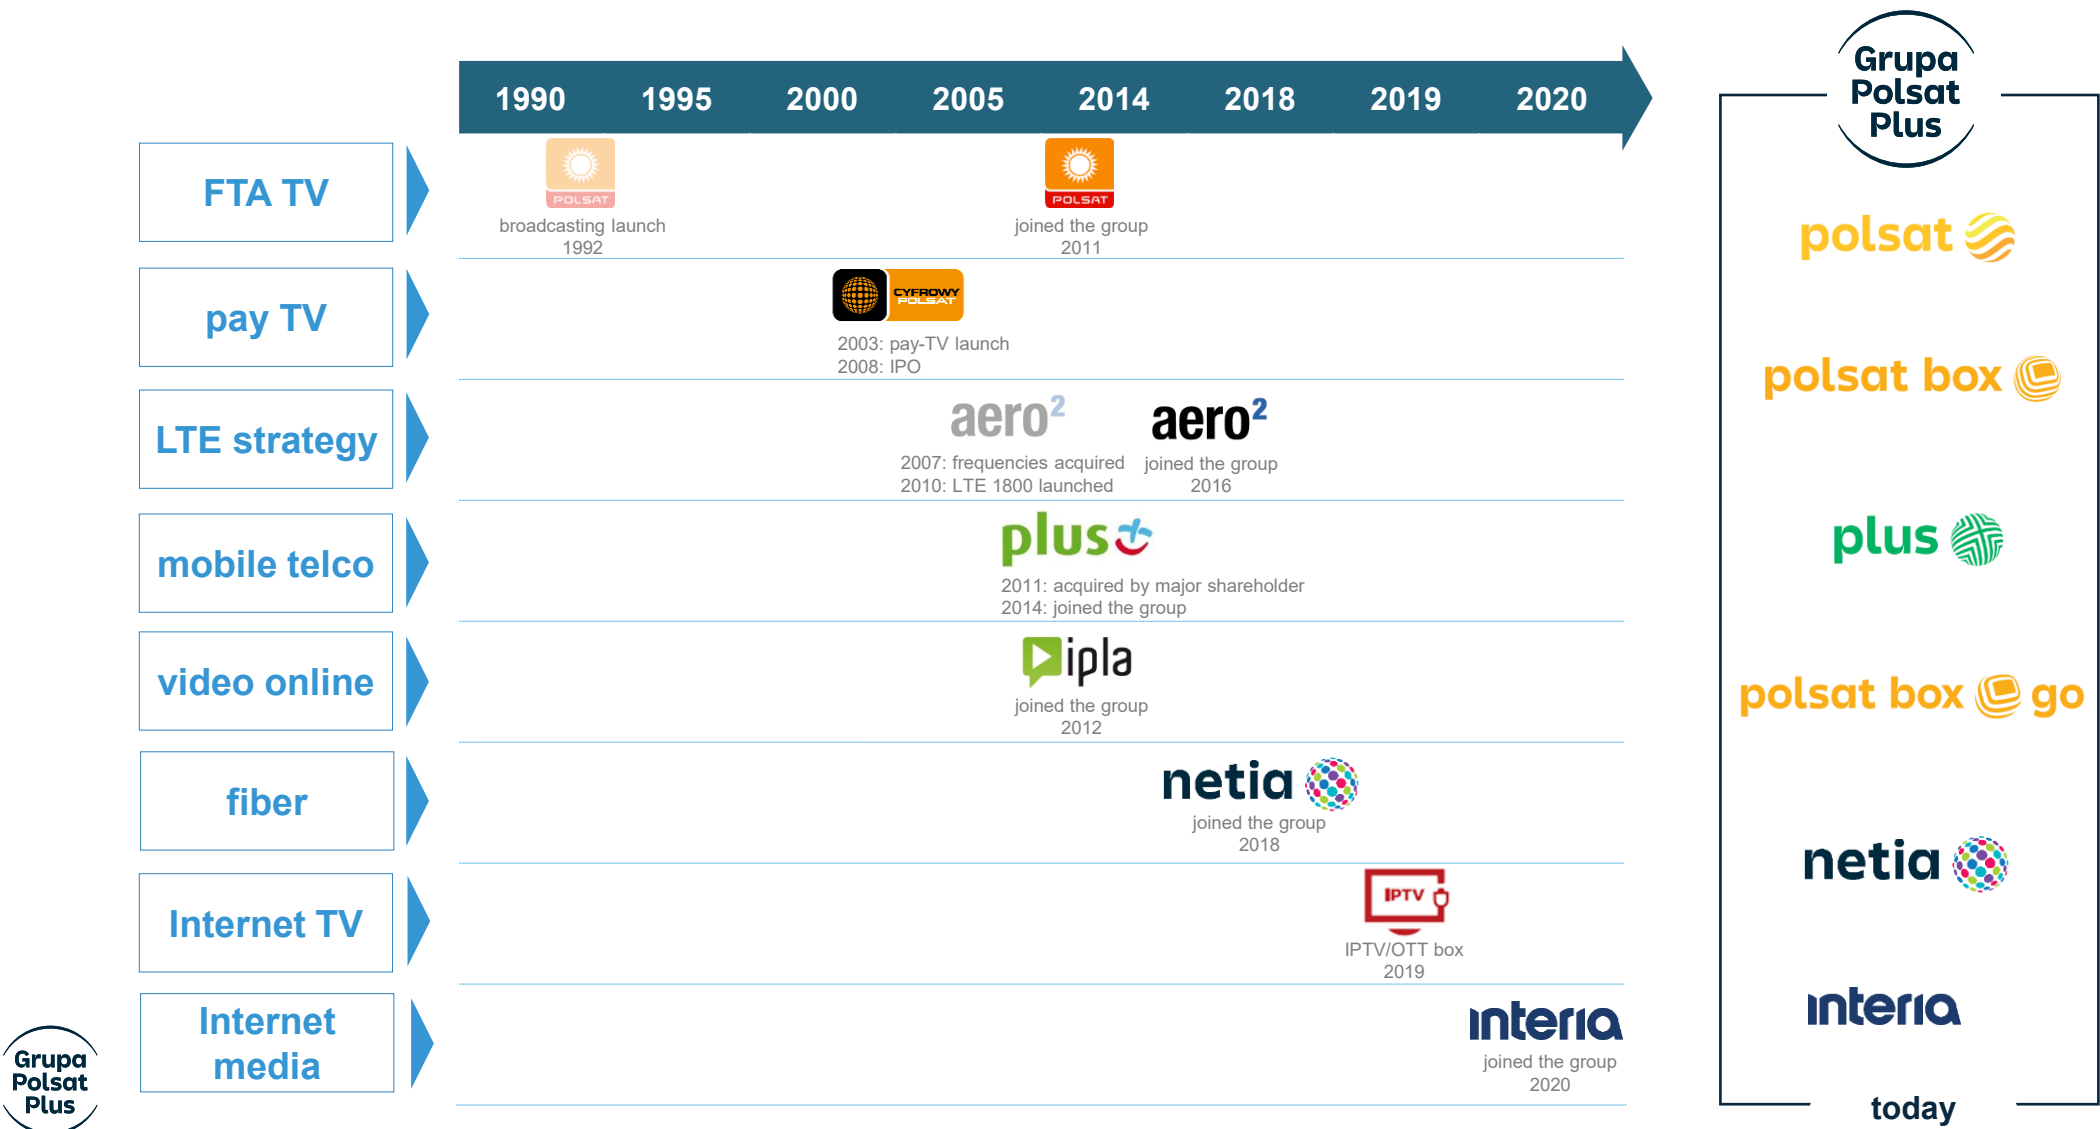 Grupa
Polsat
Plus
1990 1995 2000 2005 2014 2018 2019 2020
FTA TV
POLSAT
broadcasting launch
1992
POLSAT
joined the group
2011
polsat
pay TV
CYFROWY
POLSAT
2003: pay-TV launch
2008: IPO
polsat box
LTE strategy
aero2
2007: frequencies acquired
2010: LTE 1800 launched
aero2
joined the group
2016
mobile telco
plus
2011: acquired by major shareholder
2014: joined the group
plus
video online
ipla
joined the group
2012
polsat box go
fiber
netia
joined the group
2018
netia
Internet TV
IPTV
IPTV/OTT box
2019
Internet
media
interia
joined the group
2020
interia
today
Grupa
Polsat
Plus